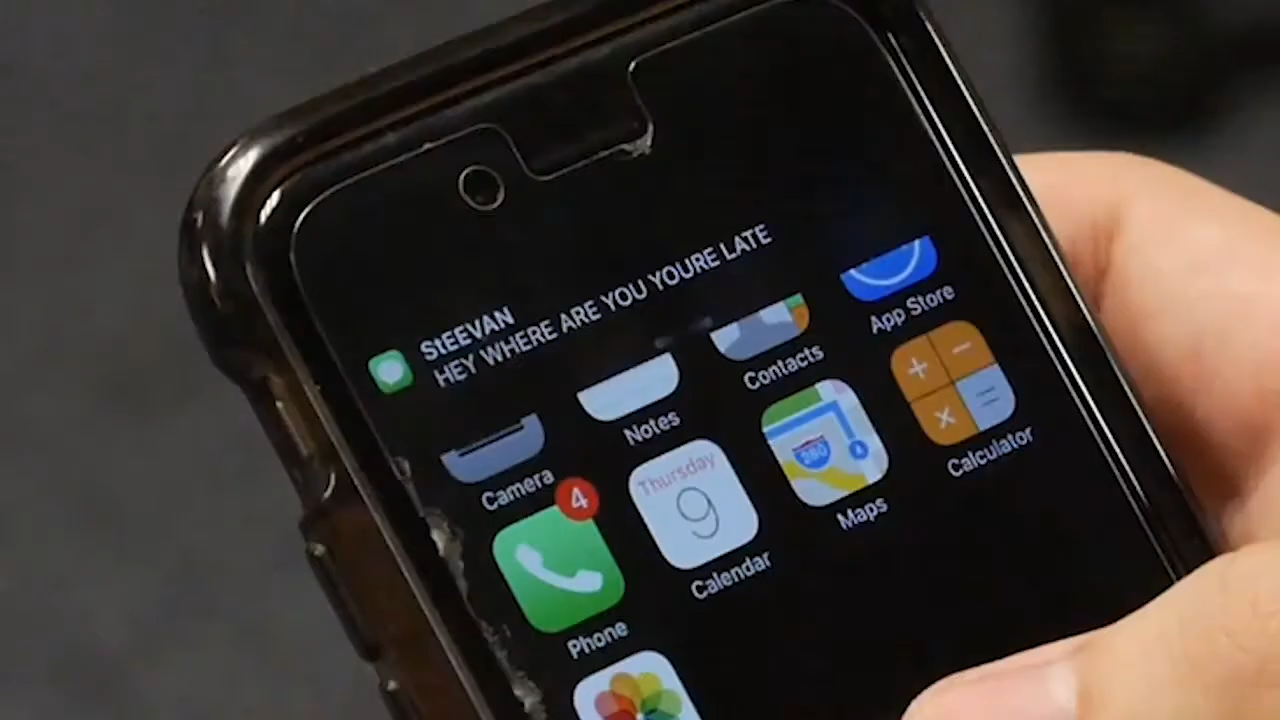 StEEVAN
HEY WHERE ARE YOU YOURE LATE
Camera
Notes
Contacts
App Store
4
Phone
Thursday
9
Calendar
280
Maps
+ −
× =
Calculator